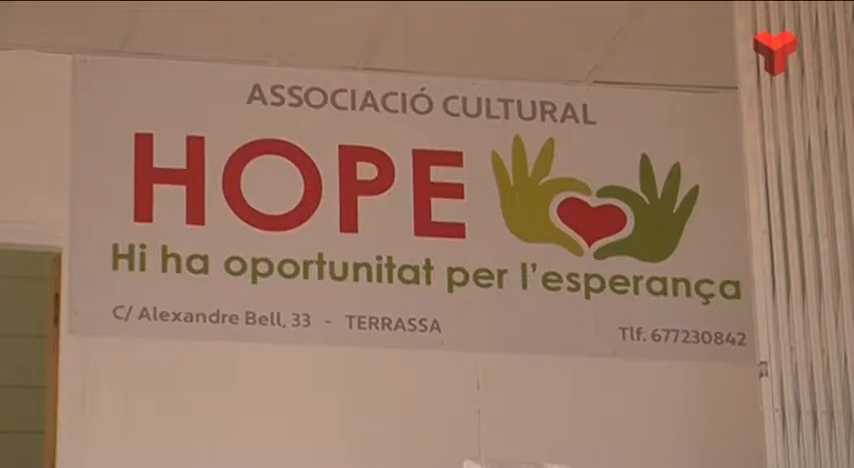 ASSOCIACIÓ CULTURAL
HOPE
Hi ha oportunitat per l'esperança
C/ Alexandre Bell, 33 - TERRASSA
Tlf. 677230842